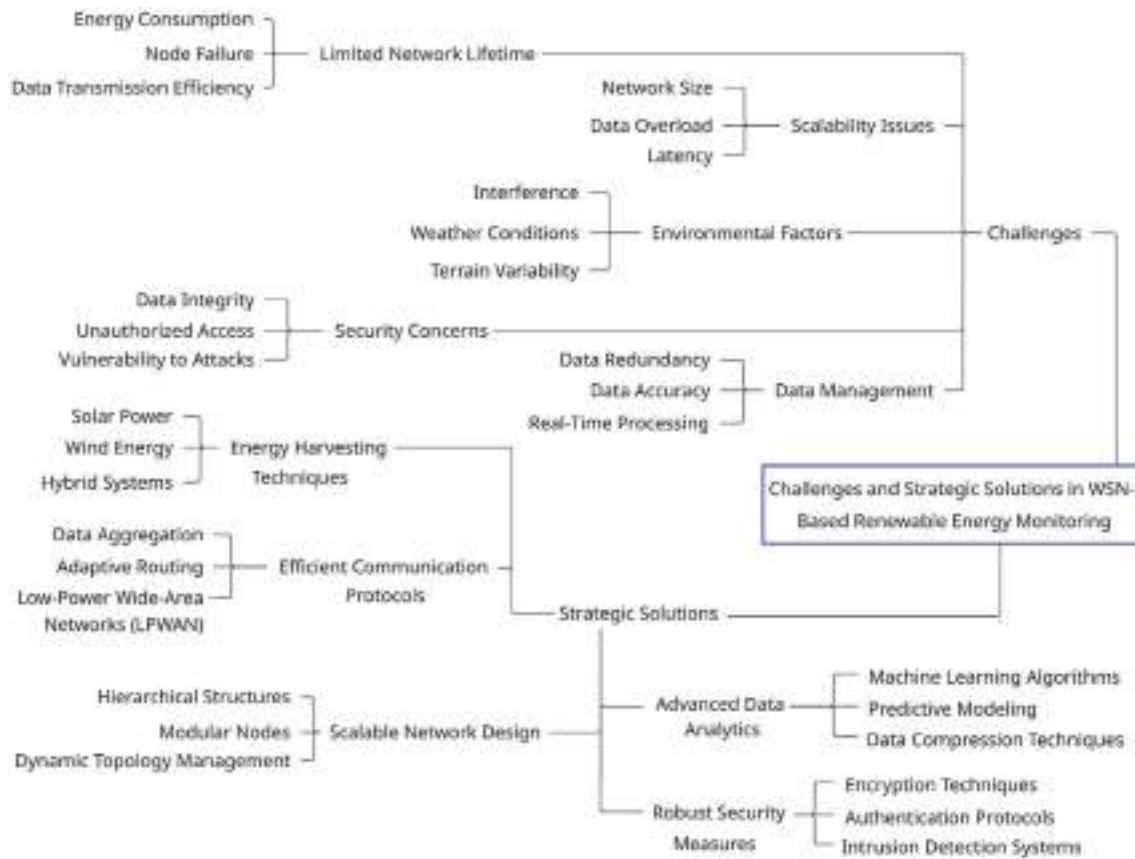 Energy Consumption
Node Failure
Data Transmission Efficiency
Limited Network Lifetime
Network Size
Data Overload
Latency
Scalability Issues
Interference
Weather Conditions
Terrain Variability
Environmental Factors
Challenges
Data Integrity
Unauthorized Access
Vulnerability to Attacks
Security Concerns
Data Redundancy
Data Accuracy
Real-Time Processing
Data Management
Solar Power
Wind Energy
Hybrid Systems
Energy Harvesting
Techniques
Challenges and Strategic Solutions in WSN-
Based Renewable Energy Monitoring
Data Aggregation
Adaptive Routing
Low-Power Wide-Area
Networks (LPWAN)
Efficient Communication
Protocols
Strategic Solutions
Hierarchical Structures
Modular Nodes
Dynamic Topology Management
Scalable Network Design
Advanced Data
Analytics
Machine Learning Algorithms
Predictive Modeling
Data Compression Techniques
Robust Security
Measures
Encryption Techniques
Authentication Protocols
Intrusion Detection Systems